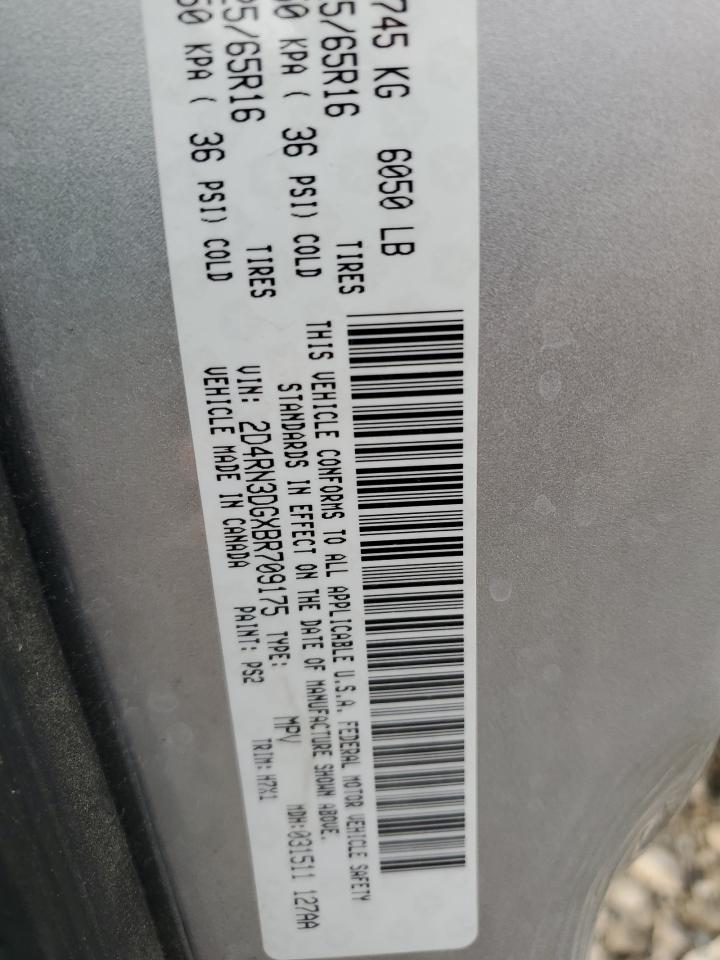 745 KG 6050 LB
5/65R16 TIRES
0 KPA ( 36 PSI) COLD
25/65R16 TIRES
50 KPA ( 36 PSI) COLD
THIS VEHICLE CONFORMS TO ALL APPLICABLE U.S.A. FEDERAL MOTOR VEHICLE SAFETY
STANDARDS IN EFFECT ON THE DATE OF MANUFACTURE SHOWN ABOVE.
VIN: 2D4RN3DGXBR709175 TYPE: MPV MDH:031511 127AA
VEHICLE MADE IN CANADA PAINT: PS2 TRIM: H7X1